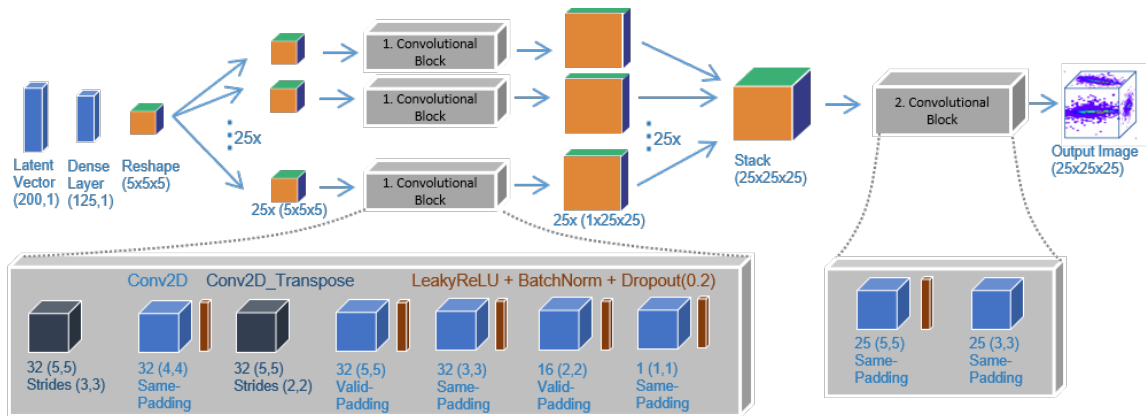 1. Convolutional
Block
1. Convolutional
Block
25x
25x
2. Convolutional
Block
Latent
Vector
(200,1)
Dense
Layer
(125,1)
Reshape
(5x5x5)
1. Convolutional
Block
25x (5x5x5)
25x (1x25x25)
Stack
(25x25x25)
Output Image
(25x25x25)
Conv2D
Conv2D_Transpose
LeakyReLU + BatchNorm + Dropout(0.2)
32 (5,5)
Strides (3,3)
32 (4,4)
Same-
Padding
32 (5,5)
Strides (2,2)
32 (5,5)
Valid-
Padding
32 (3,3)
Same-
Padding
16 (2,2)
Valid-
Padding
1 (1,1)
Same-
Padding
25 (5,5)
Same-
Padding
25 (3,3)
Same-
Padding